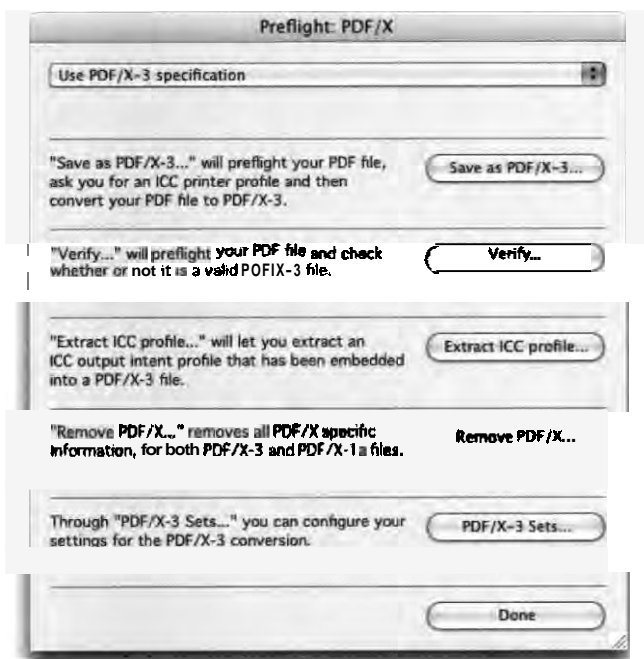 Preflight: PDF/X
Use PDF/X-3 specification
"Save as PDF/X-3..." will preflight your PDF file,
ask you for an ICC printer profile and then
convert your PDF file to PDF/X-3.
Save as PDF/X-3...
"Verify..." will preflight your PDF file and check
whether or not it is a valid POFIX-3 file.
Verify...
"Extract ICC profile..." will let you extract an
ICC output intent profile that has been embedded
into a PDF/X-3 file.
Extract ICC profile...
"Remove PDF/X..." removes all PDF/X specific
Information, for both PDF/X-3 and PDF/X-1a files.
Remove PDF/X...
Through "PDF/X-3 Sets..." you can configure your
settings for the PDF/X-3 conversion.
PDF/X-3 Sets...
Done